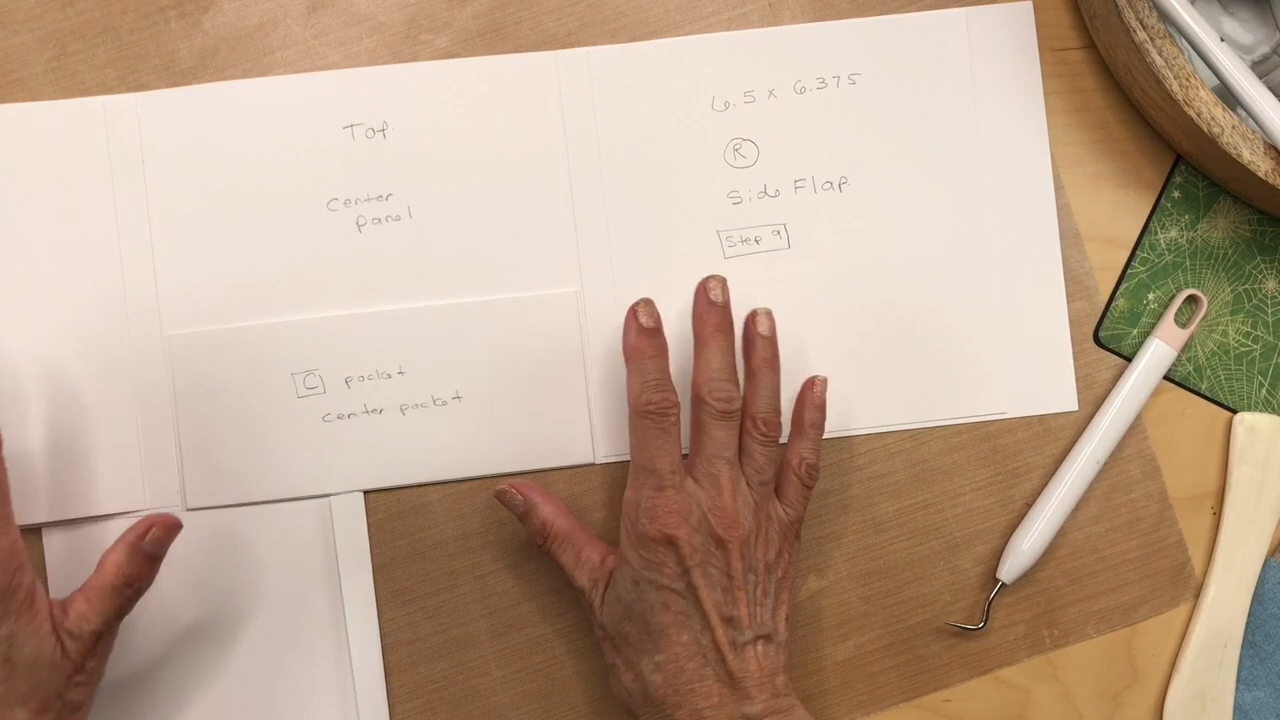 Top.
center
panel
C pocket
center pocket
6.5 x 6.375
R
Side Flap.
Step 9